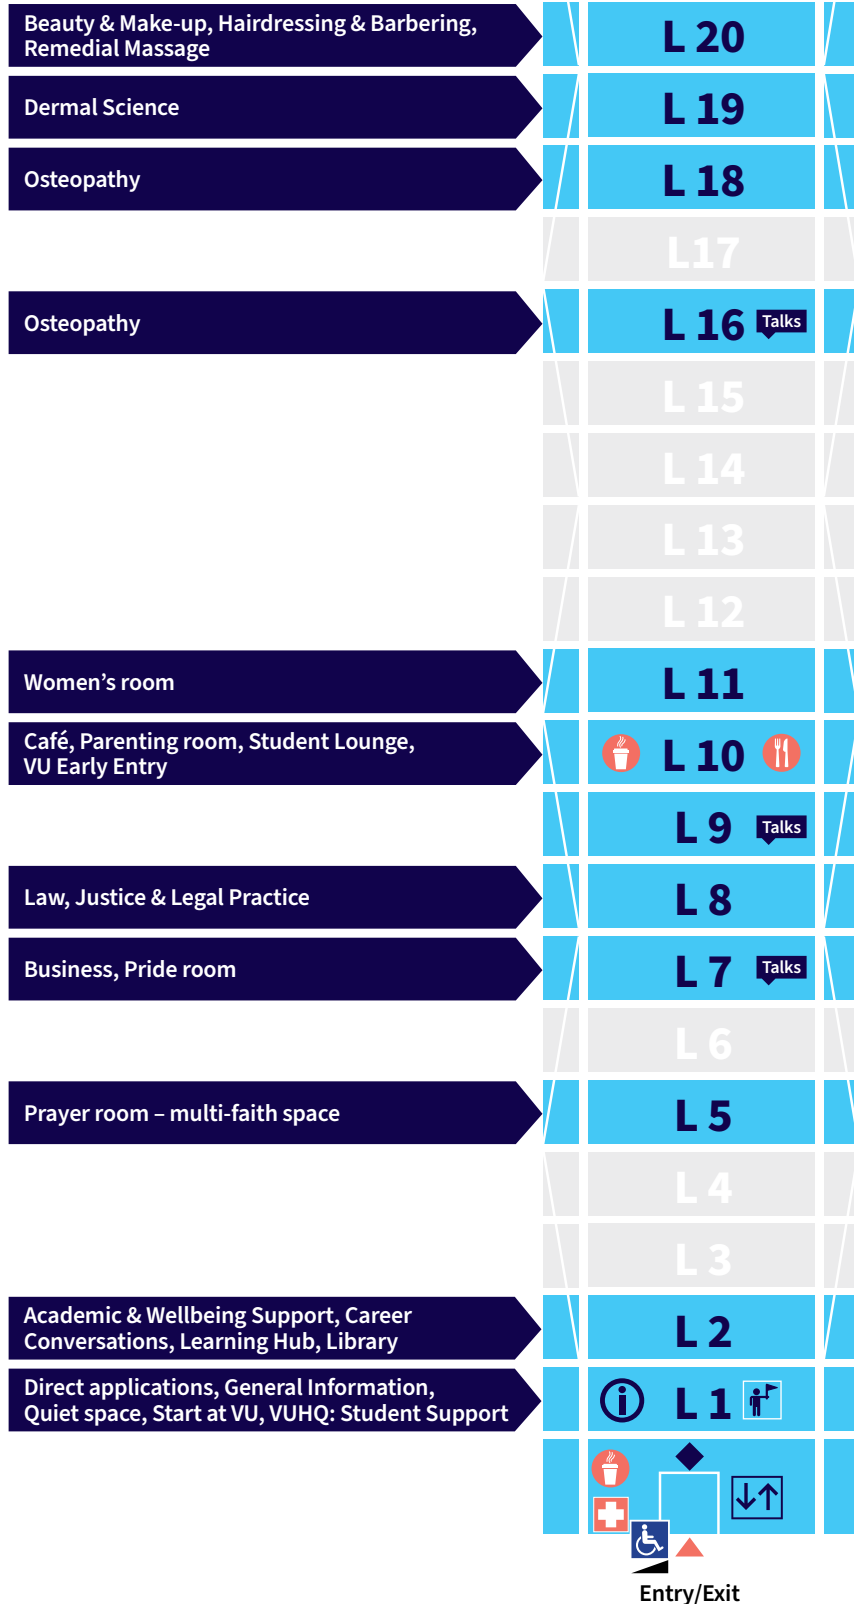 Beauty & Make-up, Hairdressing & Barbering,
Remedial Massage
L 20
Dermal Science
L 19
Osteopathy
L 18
L17
Osteopathy
L 16
Talks
L 15
L 14
L 13
L 12
Women’s room
L 11
Café, Parenting room, Student Lounge,
VU Early Entry
L 10
L 9
Talks
Law, Justice & Legal Practice
L 8
Business, Pride room
L 7
Talks
L 6
Prayer room – multi-faith space
L 5
L 4
L 3
Academic & Wellbeing Support, Career
Conversations, Learning Hub, Library
L 2
Direct applications, General Information,
Quiet space, Start at VU, VUHQ: Student Support
L 1
Entry/Exit